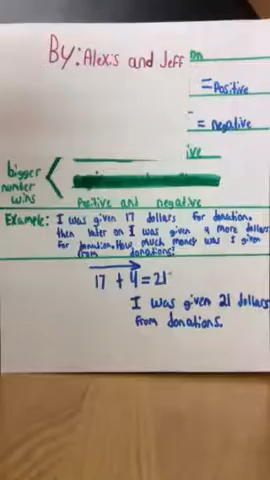 By: Alexis and Jeff
on
= Positive
- = negative
ive
bigger
number
wins
Positive and negative
Example: I was given 17 dollars for donation.
then later on I was given 4 more dollars
for donation. How much money was I given
from donations?
17 + 4 = 21
I was given 21 dollars
from donations.